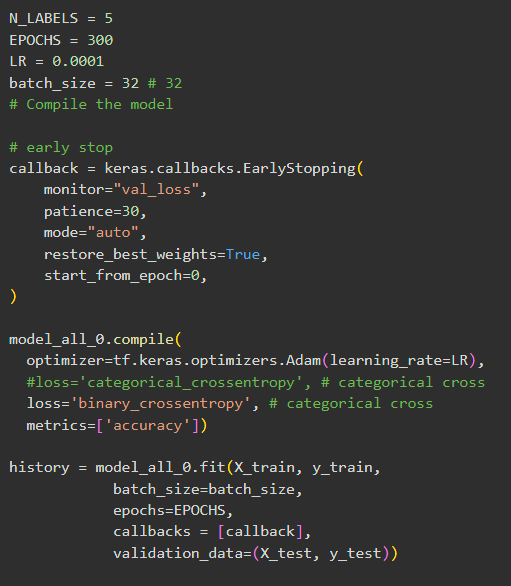 N_LABELS = 5
EPOCHS = 300
LR = 0.0001
batch_size = 32 # 32
# Compile the model
# early stop
callback = keras.callbacks.EarlyStopping(
    monitor="val_loss",
    patience=30,
    mode="auto",
    restore_best_weights=True,
    start_from_epoch=0,
)
model_all_0.compile(
  optimizer=tf.keras.optimizers.Adam(learning_rate=LR),
  #loss='categorical_crossentropy', # categorical cross
  loss='binary_crossentropy', # categorical cross
  metrics=['accuracy'])
history = model_all_0.fit(X_train, y_train,
            batch_size=batch_size,
            epochs=EPOCHS,
            callbacks = [callback],
            validation_data=(X_test, y_test))